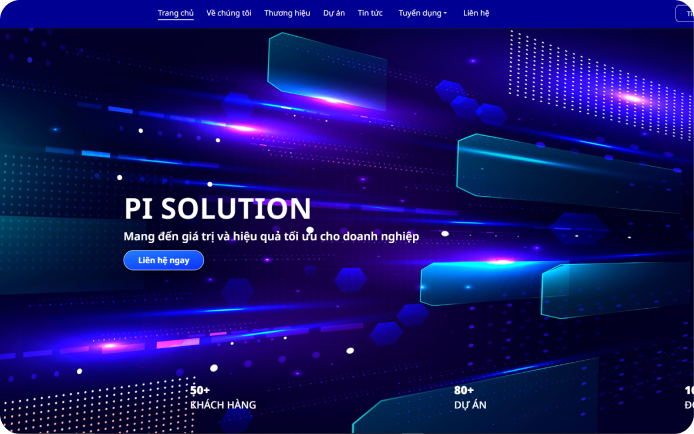 Trang chủ Về chúng tôi Thương hiệu Dự án Tin tức Tuyển dụng Liên hệ
PI SOLUTION
Mang đến giá trị và hiệu quả tối ưu cho doanh nghiệp
Liên hệ ngay
50+ 80+
KHÁCH HÀNG DỰ ÁN